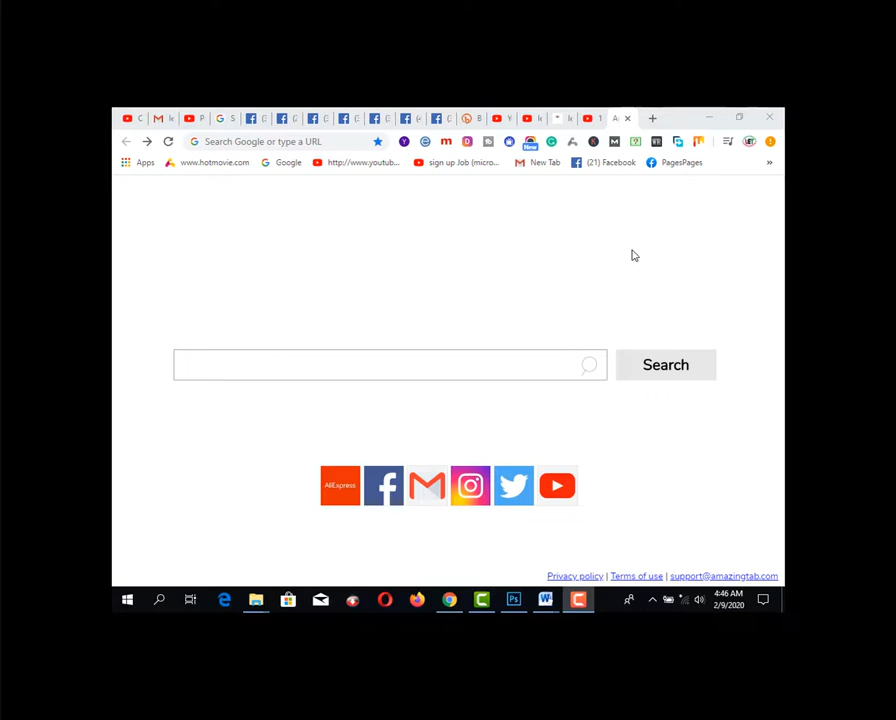 Search Google or type a URL
New
Apps www.hotmovie.com Google http://www.youtub... sign up Job (micro... New Tab (21) Facebook PagesPages »
Search
AliExpress
Privacy policy | Terms of use | support@amazingtab.com
4:46 AM
2/9/2020